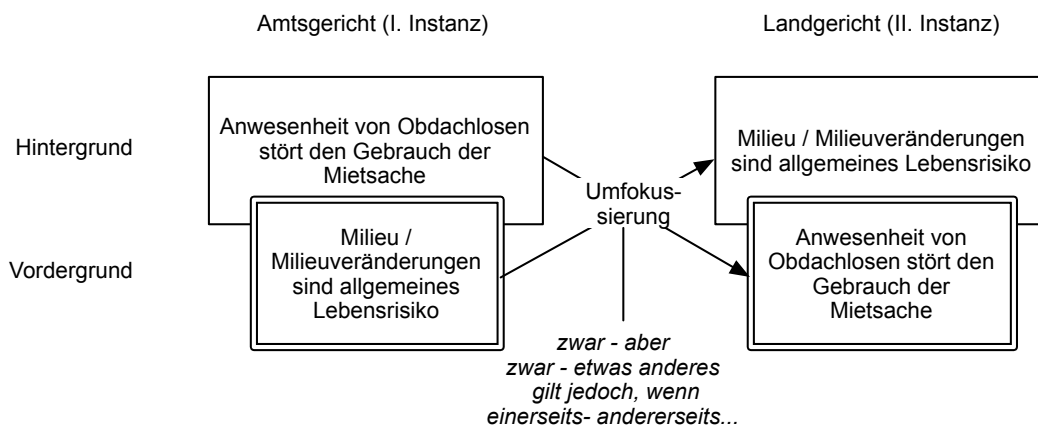 Amtsgericht (I. Instanz)
Landgericht (II. Instanz)
Hintergrund
Anwesenheit von Obdachlosen
stört den Gebrauch der
Mietsache
Umfokus-
sierung
Milieu / Milieuveränderungen
sind allgemeines Lebensrisiko
Vordergrund
Milieu /
Milieuveränderungen
sind allgemeines
Lebensrisiko
Anwesenheit von
Obdachlosen stört den
Gebrauch der
Mietsache
zwar - aber
zwar - etwas anderes
gilt jedoch, wenn
einerseits- andererseits...